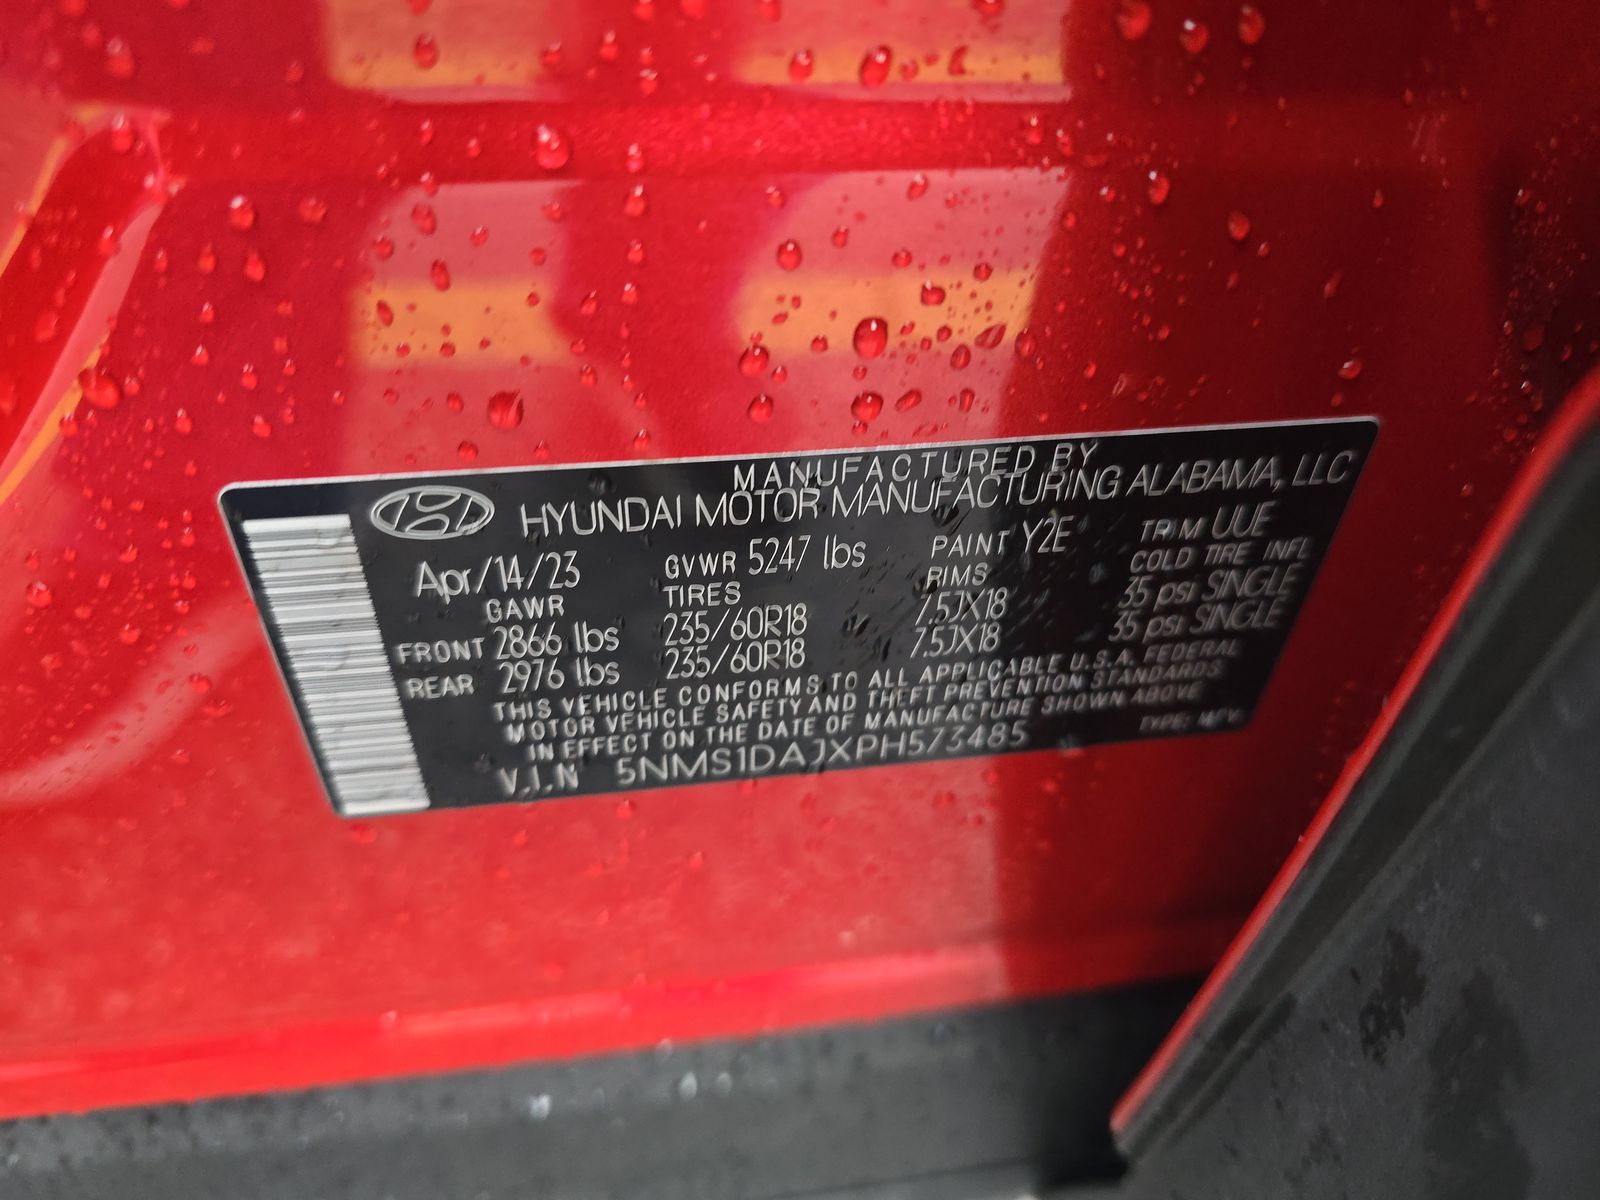 MANUFACTURED BY
HYUNDAI MOTOR MANUFACTURING ALABAMA, LLC
Apr/14/23 GVWR 5247 lbs PAINT Y2E TRIM UUE
GAWR TIRES RIMS COLD TIRE INFL
FRONT 2866 lbs 235/60R18 7.5JX18 35 psi SINGLE
REAR 2976 lbs 235/60R18 7.5JX18 35 psi SINGLE
THIS VEHICLE CONFORMS TO ALL APPLICABLE U.S.A. FEDERAL
MOTOR VEHICLE SAFETY AND THEFT PREVENTION STANDARDS
IN EFFECT ON THE DATE OF MANUFACTURE SHOWN ABOVE
V.I.N 5NMS1DAJXPH573485 TYPE: MPV